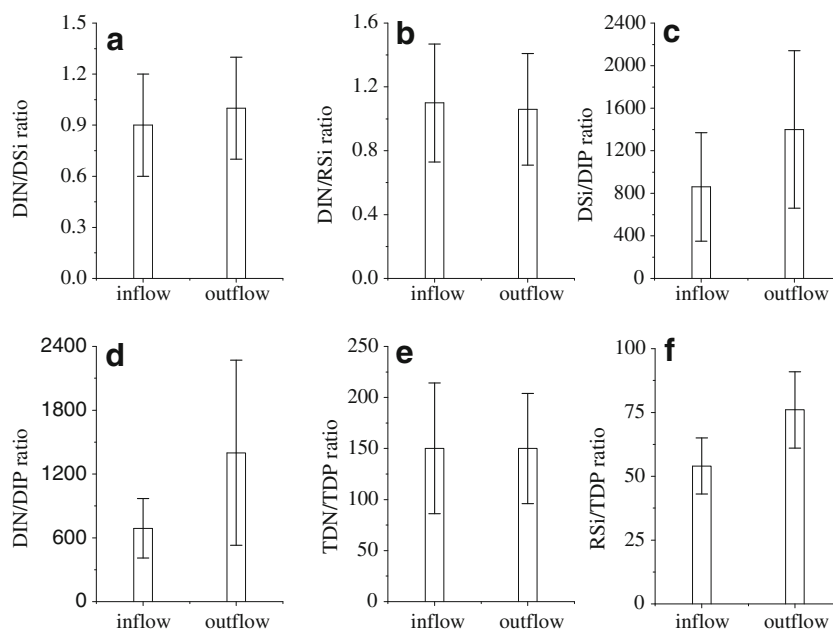 a
DIN/DSi ratio
1.5
1.2
0.9
0.6
0.3
0.0
inflow
outflow
b
DIN/RSi ratio
1.6
1.2
0.8
0.4
0.0
inflow
outflow
c
DSi/DIP ratio
2400
2000
1600
1200
800
400
0
inflow
outflow
d
DIN/DIP ratio
2400
1800
1200
600
0
inflow
outflow
e
TDN/TDP ratio
250
200
150
100
50
0
inflow
outflow
f
RSi/TDP ratio
100
75
50
25
0
inflow
outflow